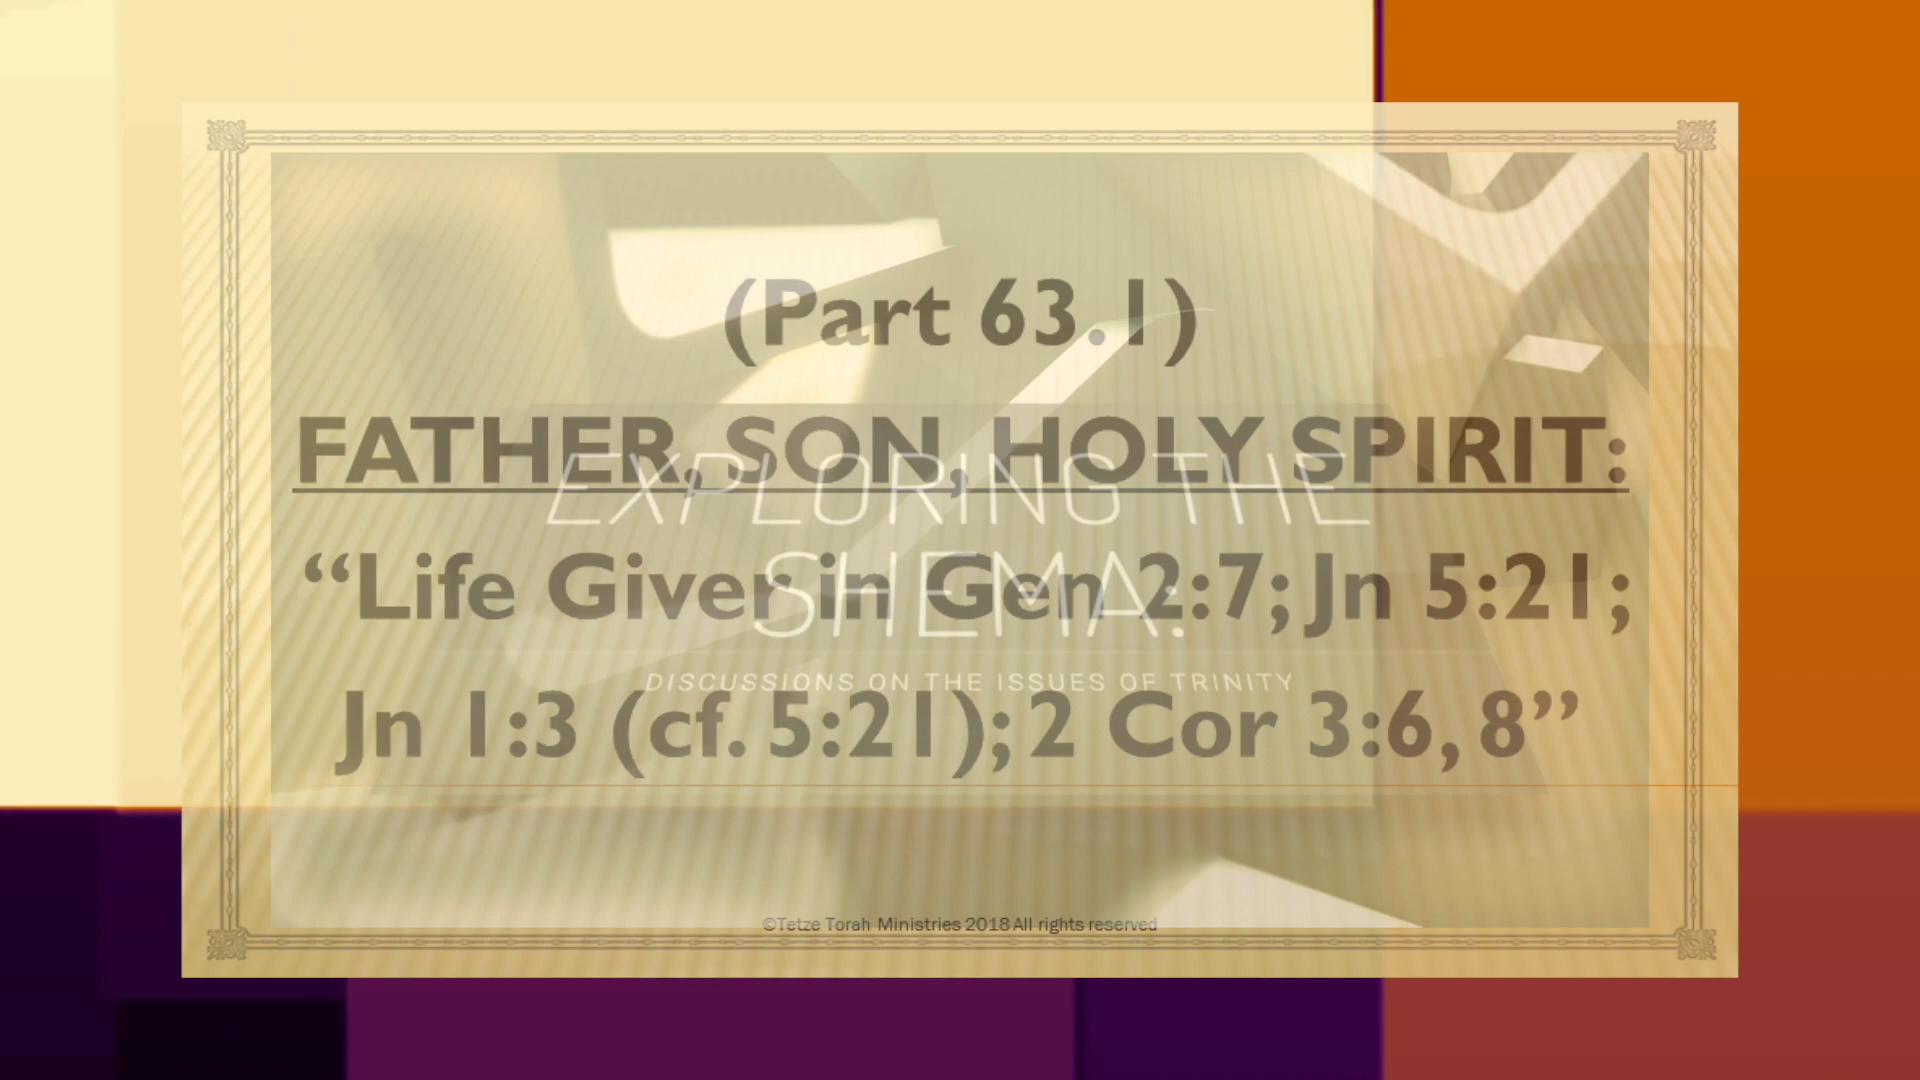 (Part 63.1)
FATHER, SON, HOLY SPIRIT:
“Life Giver in Gen 2:7; Jn 5:21;
Jn 1:3 (cf. 5:21); 2 Cor 3:6, 8”
EXPLORING THE
SHEMA:
DISCUSSIONS ON THE ISSUES OF TRINITY
©Tetze Torah Ministries 2018 All rights reserved